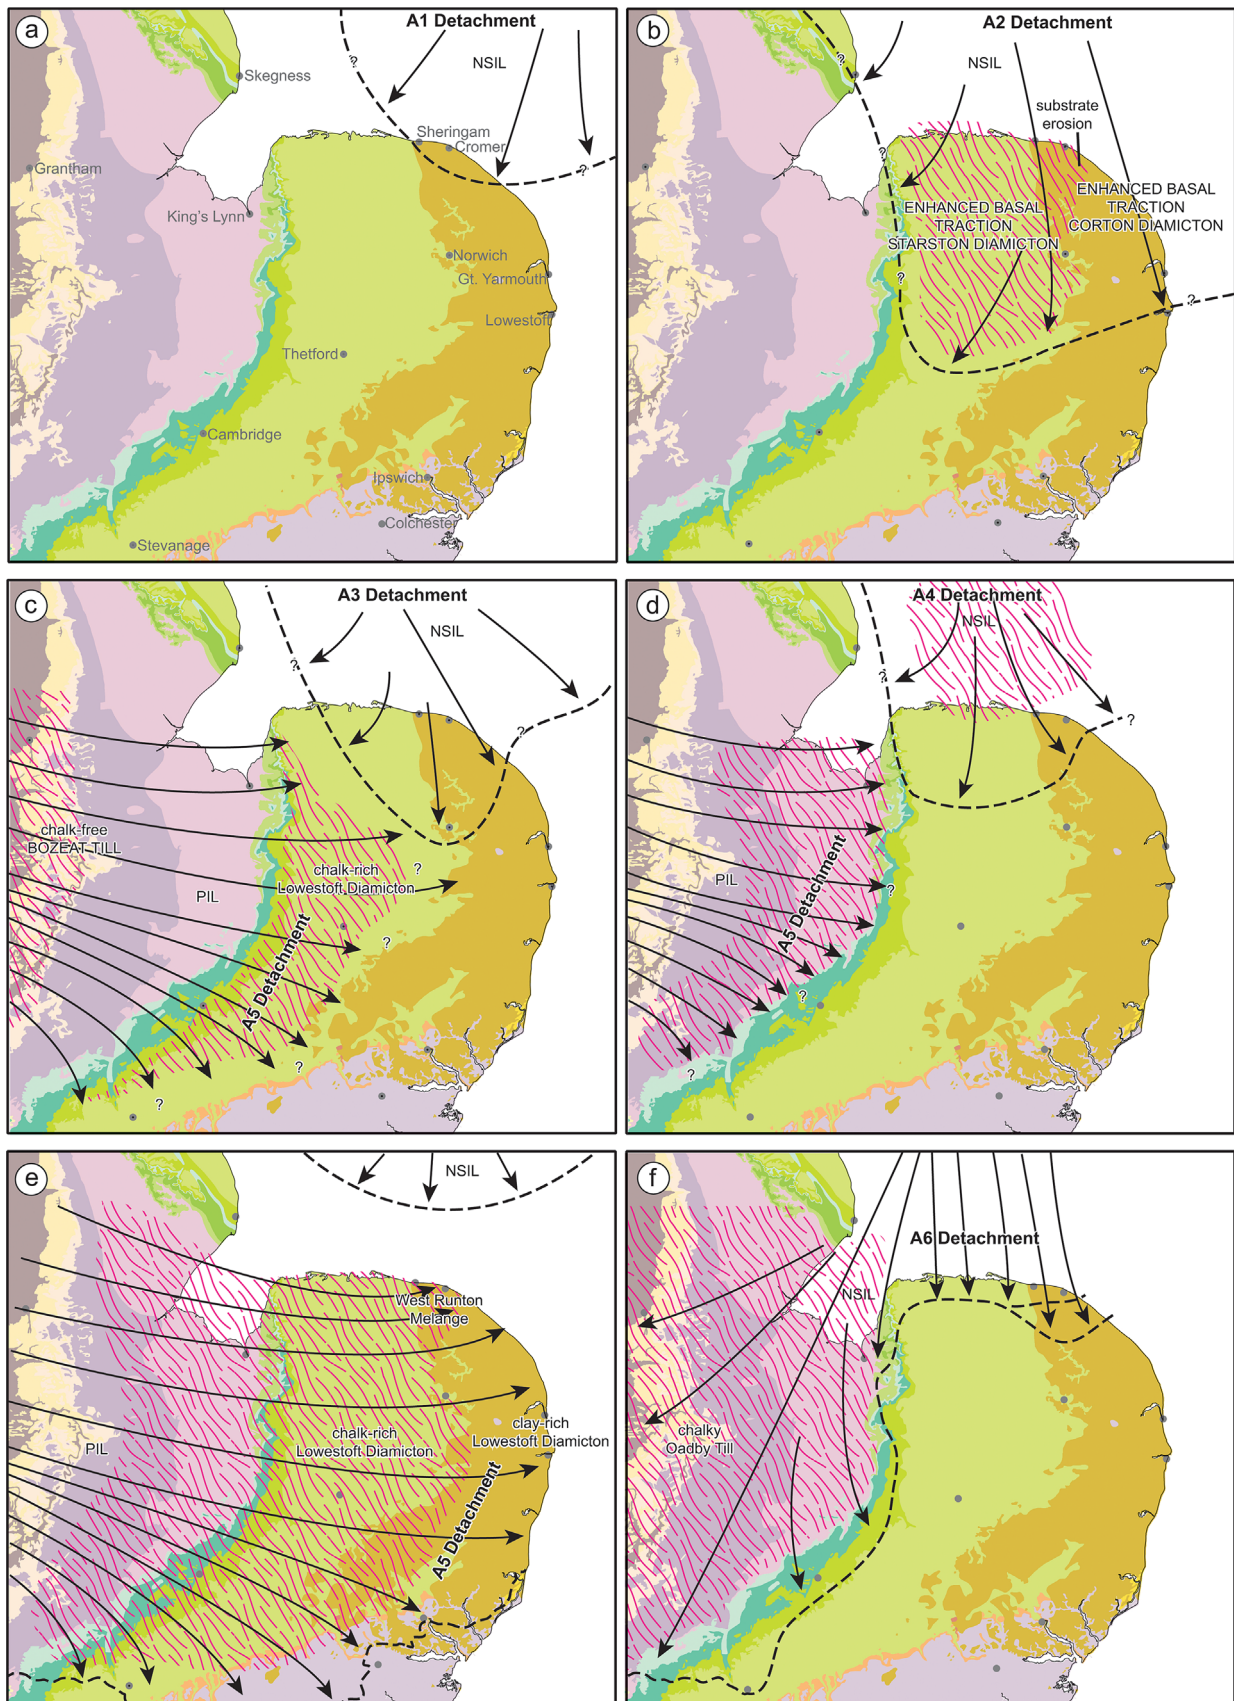 a
A1 Detachment
NSIL
?
Skegness
Sheringam
Cromer
Grantham
?
King's Lynn
Norwich
Gt. Yarmouth
Lowestoft
Thetford
Cambridge
Ipswich
Colchester
Stevanage
b
A2 Detachment
?
NSIL
substrate
erosion
?
ENHANCED BASAL
TRACTION
CORTON DIAMICTON
ENHANCED BASAL
TRACTION
STARSTON DIAMICTON
?
?
c
A3 Detachment
NSIL
?
?
chalk-free
BOZEAT TILL
?
chalk-rich
Lowestoft Diamicton
PIL
A5 Detachment
?
?
?
d
A4 Detachment
NSIL
?
?
PIL
A5 Detachment
?
?
?
e
NSIL
West Runton
Melange
chalk-rich
Lowestoft Diamicton
clay-rich
Lowestoft Diamicton
PIL
A5 Detachment
f
A6 Detachment
NSIL
chalky
Oadby Till